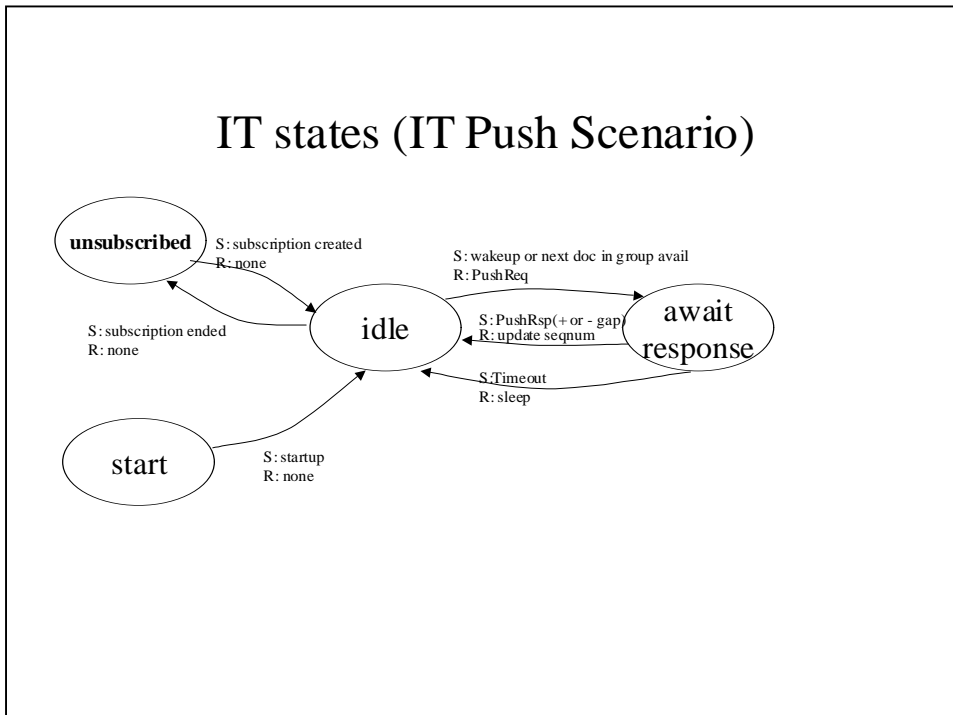 IT states (IT Push Scenario)
unsubscribed
S: subscription created
R: none
S: wakeup or next doc in group avail
R: PushReq
S: subscription ended
R: none
idle
S:PushRsp(+ or - gap)
R: update seqnum
await
response
S:Timeout
R: sleep
start
S: startup
R: none